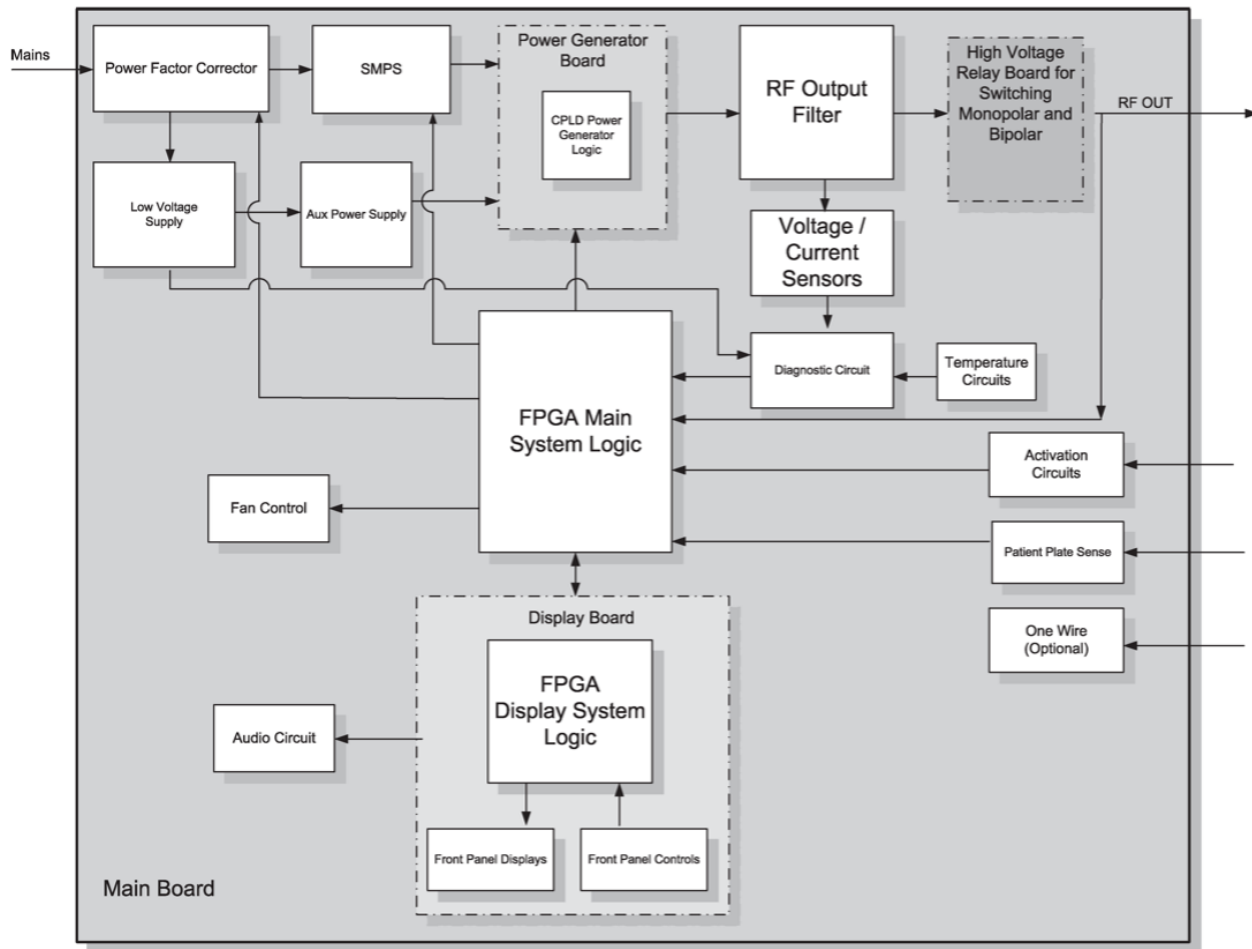 Mains
Power Factor Corrector
SMPS
Power Generator
Board
CPLD Power
Generator
Logic
RF Output
Filter
High Voltage
Relay Board for
Switching
Monopolar and
Bipolar
RF OUT
Low Voltage
Supply
Aux Power Supply
Voltage /
Current
Sensors
Diagnostic Circuit
Temperature
Circuits
FPGA Main
System Logic
Activation
Circuits
Fan Control
Patient Plate Sense
Display Board
One Wire
(Optional)
FPGA
Display System
Logic
Audio Circuit
Front Panel Displays
Front Panel Controls
Main Board